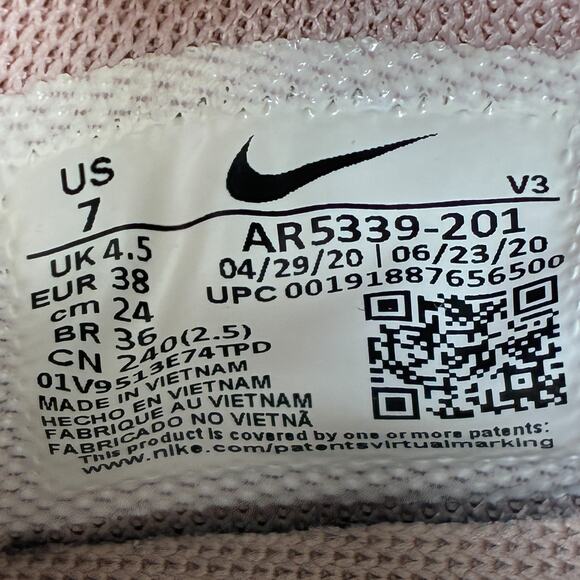 US
7
V3
UK 4.5
EUR 38
cm 24
BR 36
CN 240(2.5)
AR5339-201
04/29/20 | 06/23/20
UPC 00191887656500
01V9513E74TPD
MADE IN VIETNAM
HECHO EN VIETNAM
FABRIQUE AU VIETNAM
FABRICADO NO VIETNÃ
This product is covered by one or more patents:
www.nike.com/patentsvirtualmarking